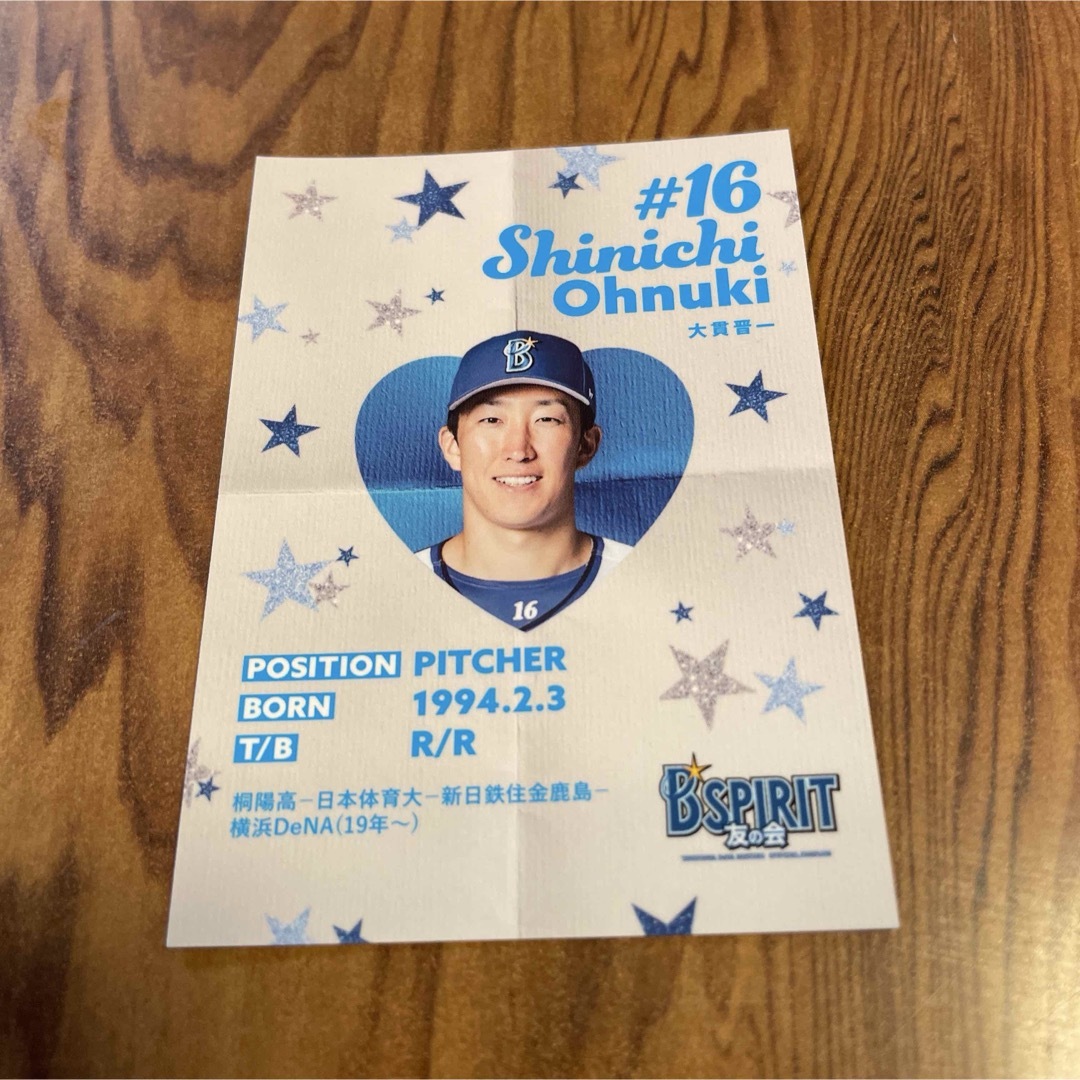 #16
Shinichi
Ohnuki
大貫晋一
B
16
POSITION PITCHER
BORN 1994.2.3
T/B R/R
桐陽高－日本体育大－新日鉄住金鹿島－
横浜DeNA(19年～)
B SPIRIT
友の会